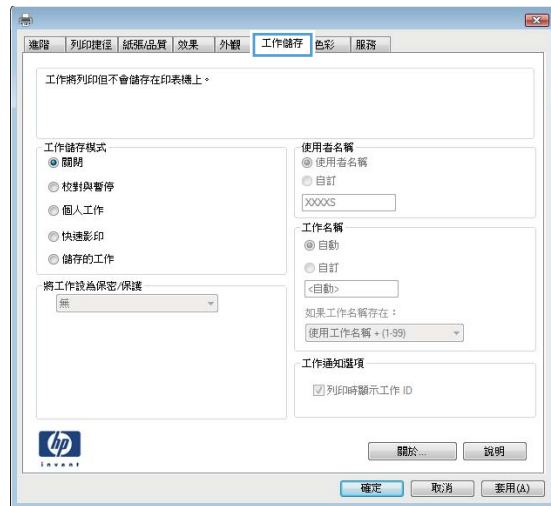 進階 列印捷徑 紙張/品質 效果 外觀 工作儲存 色彩 服務
工作將列印但不會儲存在印表機上。
工作儲存模式
關閉
校對與暫停
個人工作
快速影印
儲存的工作
將工作設為保密/保護
無
使用者名稱
使用者名稱
自訂
XXXXS
工作名稱
自動
自訂
<自動>
如果工作名稱存在：
使用工作名稱 + (1-99)
工作通知選項
列印時顯示工作 ID
hp
invent
關於... 說明
確定 取消 套用(A)